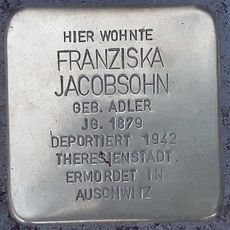 HIER WOHNTE
FRANZISKA
JACOBSOHN
GEB. ADLER
JG. 1879
DEPORTIERT 1942
THERESIENSTADT
ERMORDET IN
AUSCHWITZ